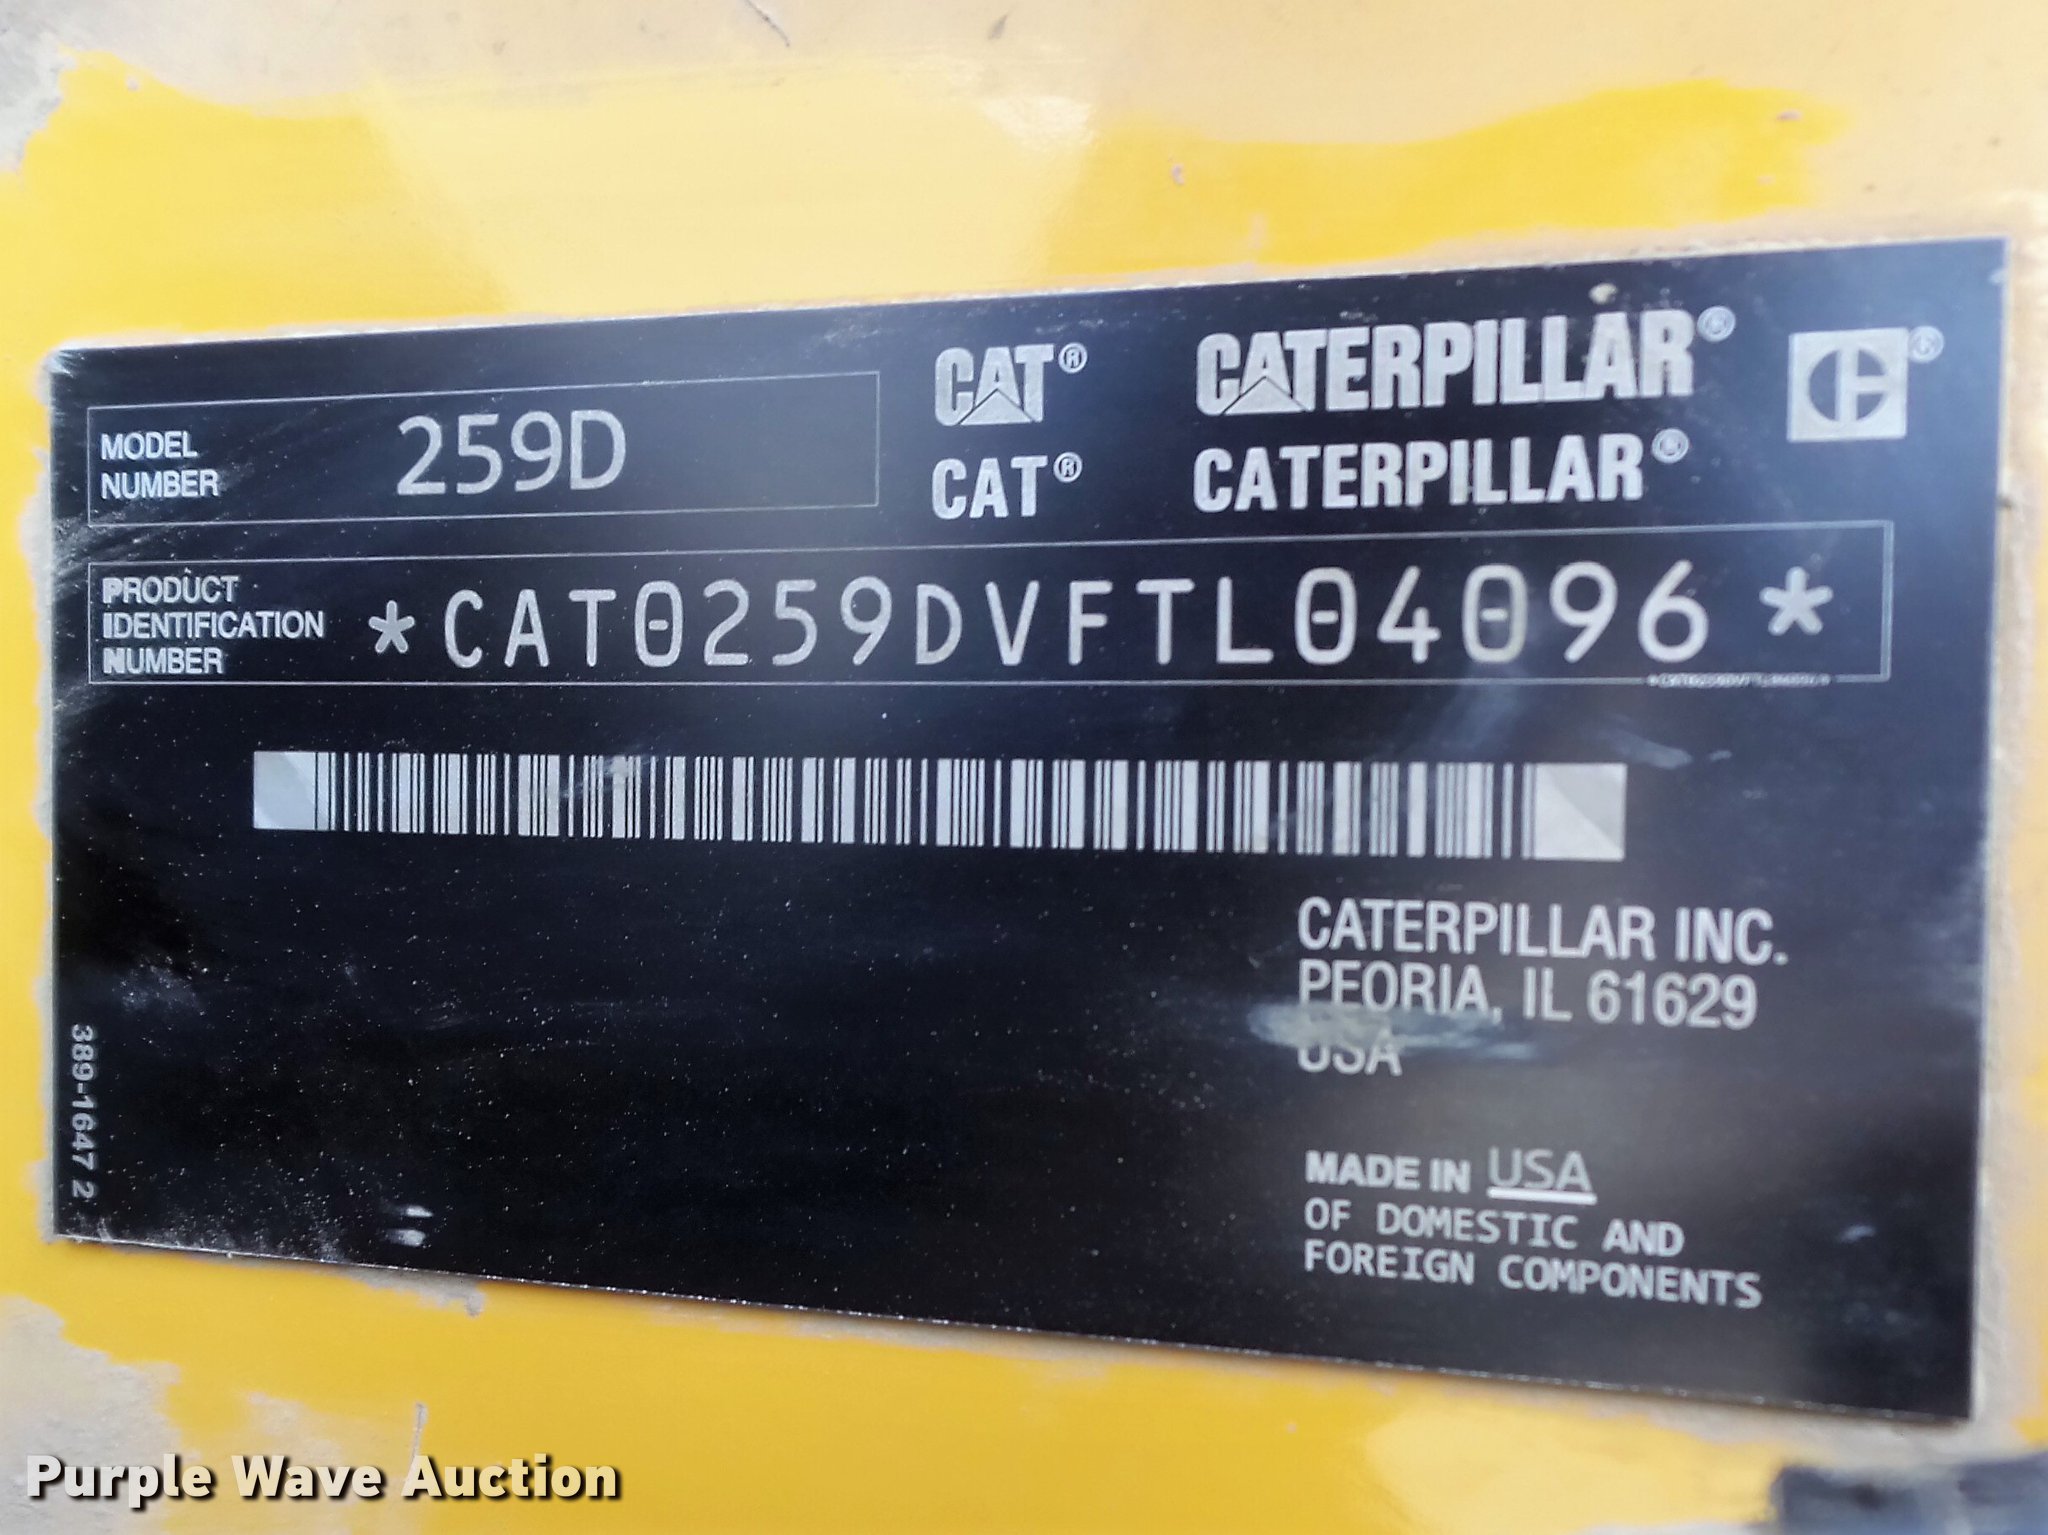 MODEL NUMBER 259D
CAT® CATERPILLAR®
CAT® CATERPILLAR®
PRODUCT IDENTIFICATION NUMBER *CAT0259DVFTL04096*
CATERPILLAR INC.
PEORIA, IL 61629
USA
MADE IN USA
OF DOMESTIC AND
FOREIGN COMPONENTS
389-1647 2
Purple Wave Auction